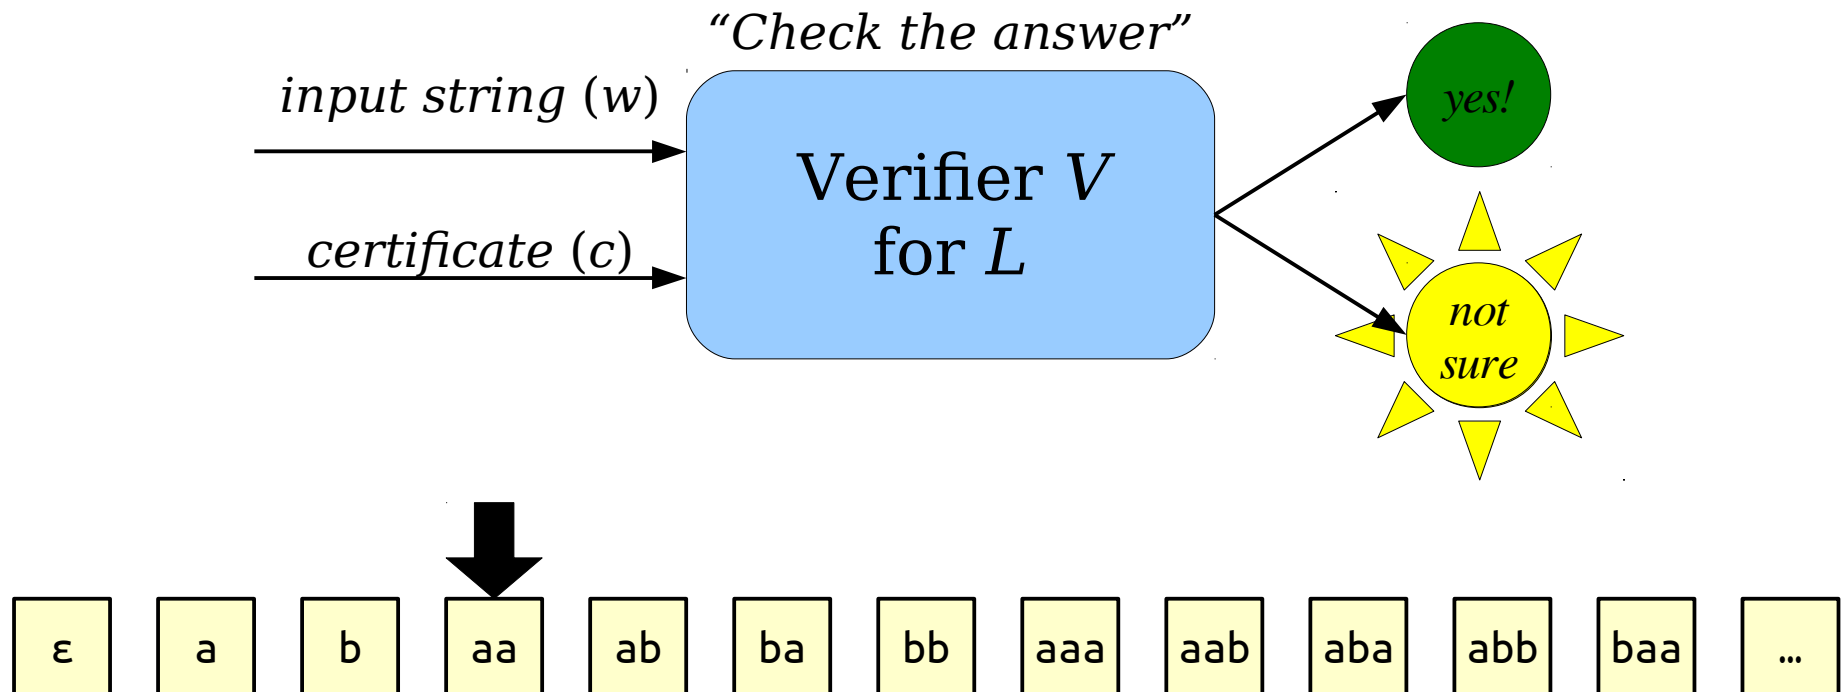 “Check the answer”
input string (w)
certificate (c)
Verifier V
for L
yes!
not
sure
ε a b aa ab ba bb aaa aab aba abb baa …